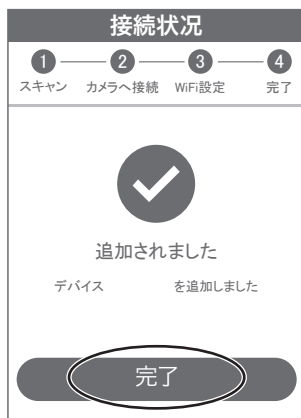 接続状況
1 2 3 4
スキャン カメラへ接続 WiFi設定 完了
追加されました
デバイス を追加しました
完了